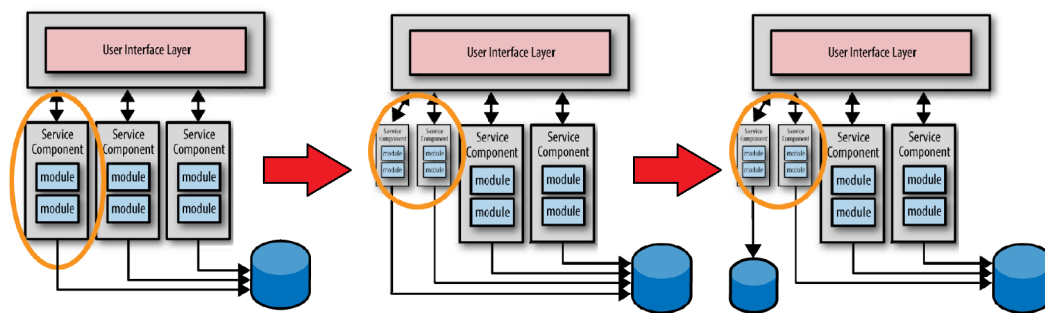 User Interface Layer
Service
Component
module
module
Service
Component
module
module
Service
Component
module
module
User Interface Layer
Service
Component
module
module
Service
Component
module
module
Service
Component
module
module
Service
Component
module
module
User Interface Layer
Service
Component
module
module
Service
Component
module
module
Service
Component
module
module
Service
Component
module
module